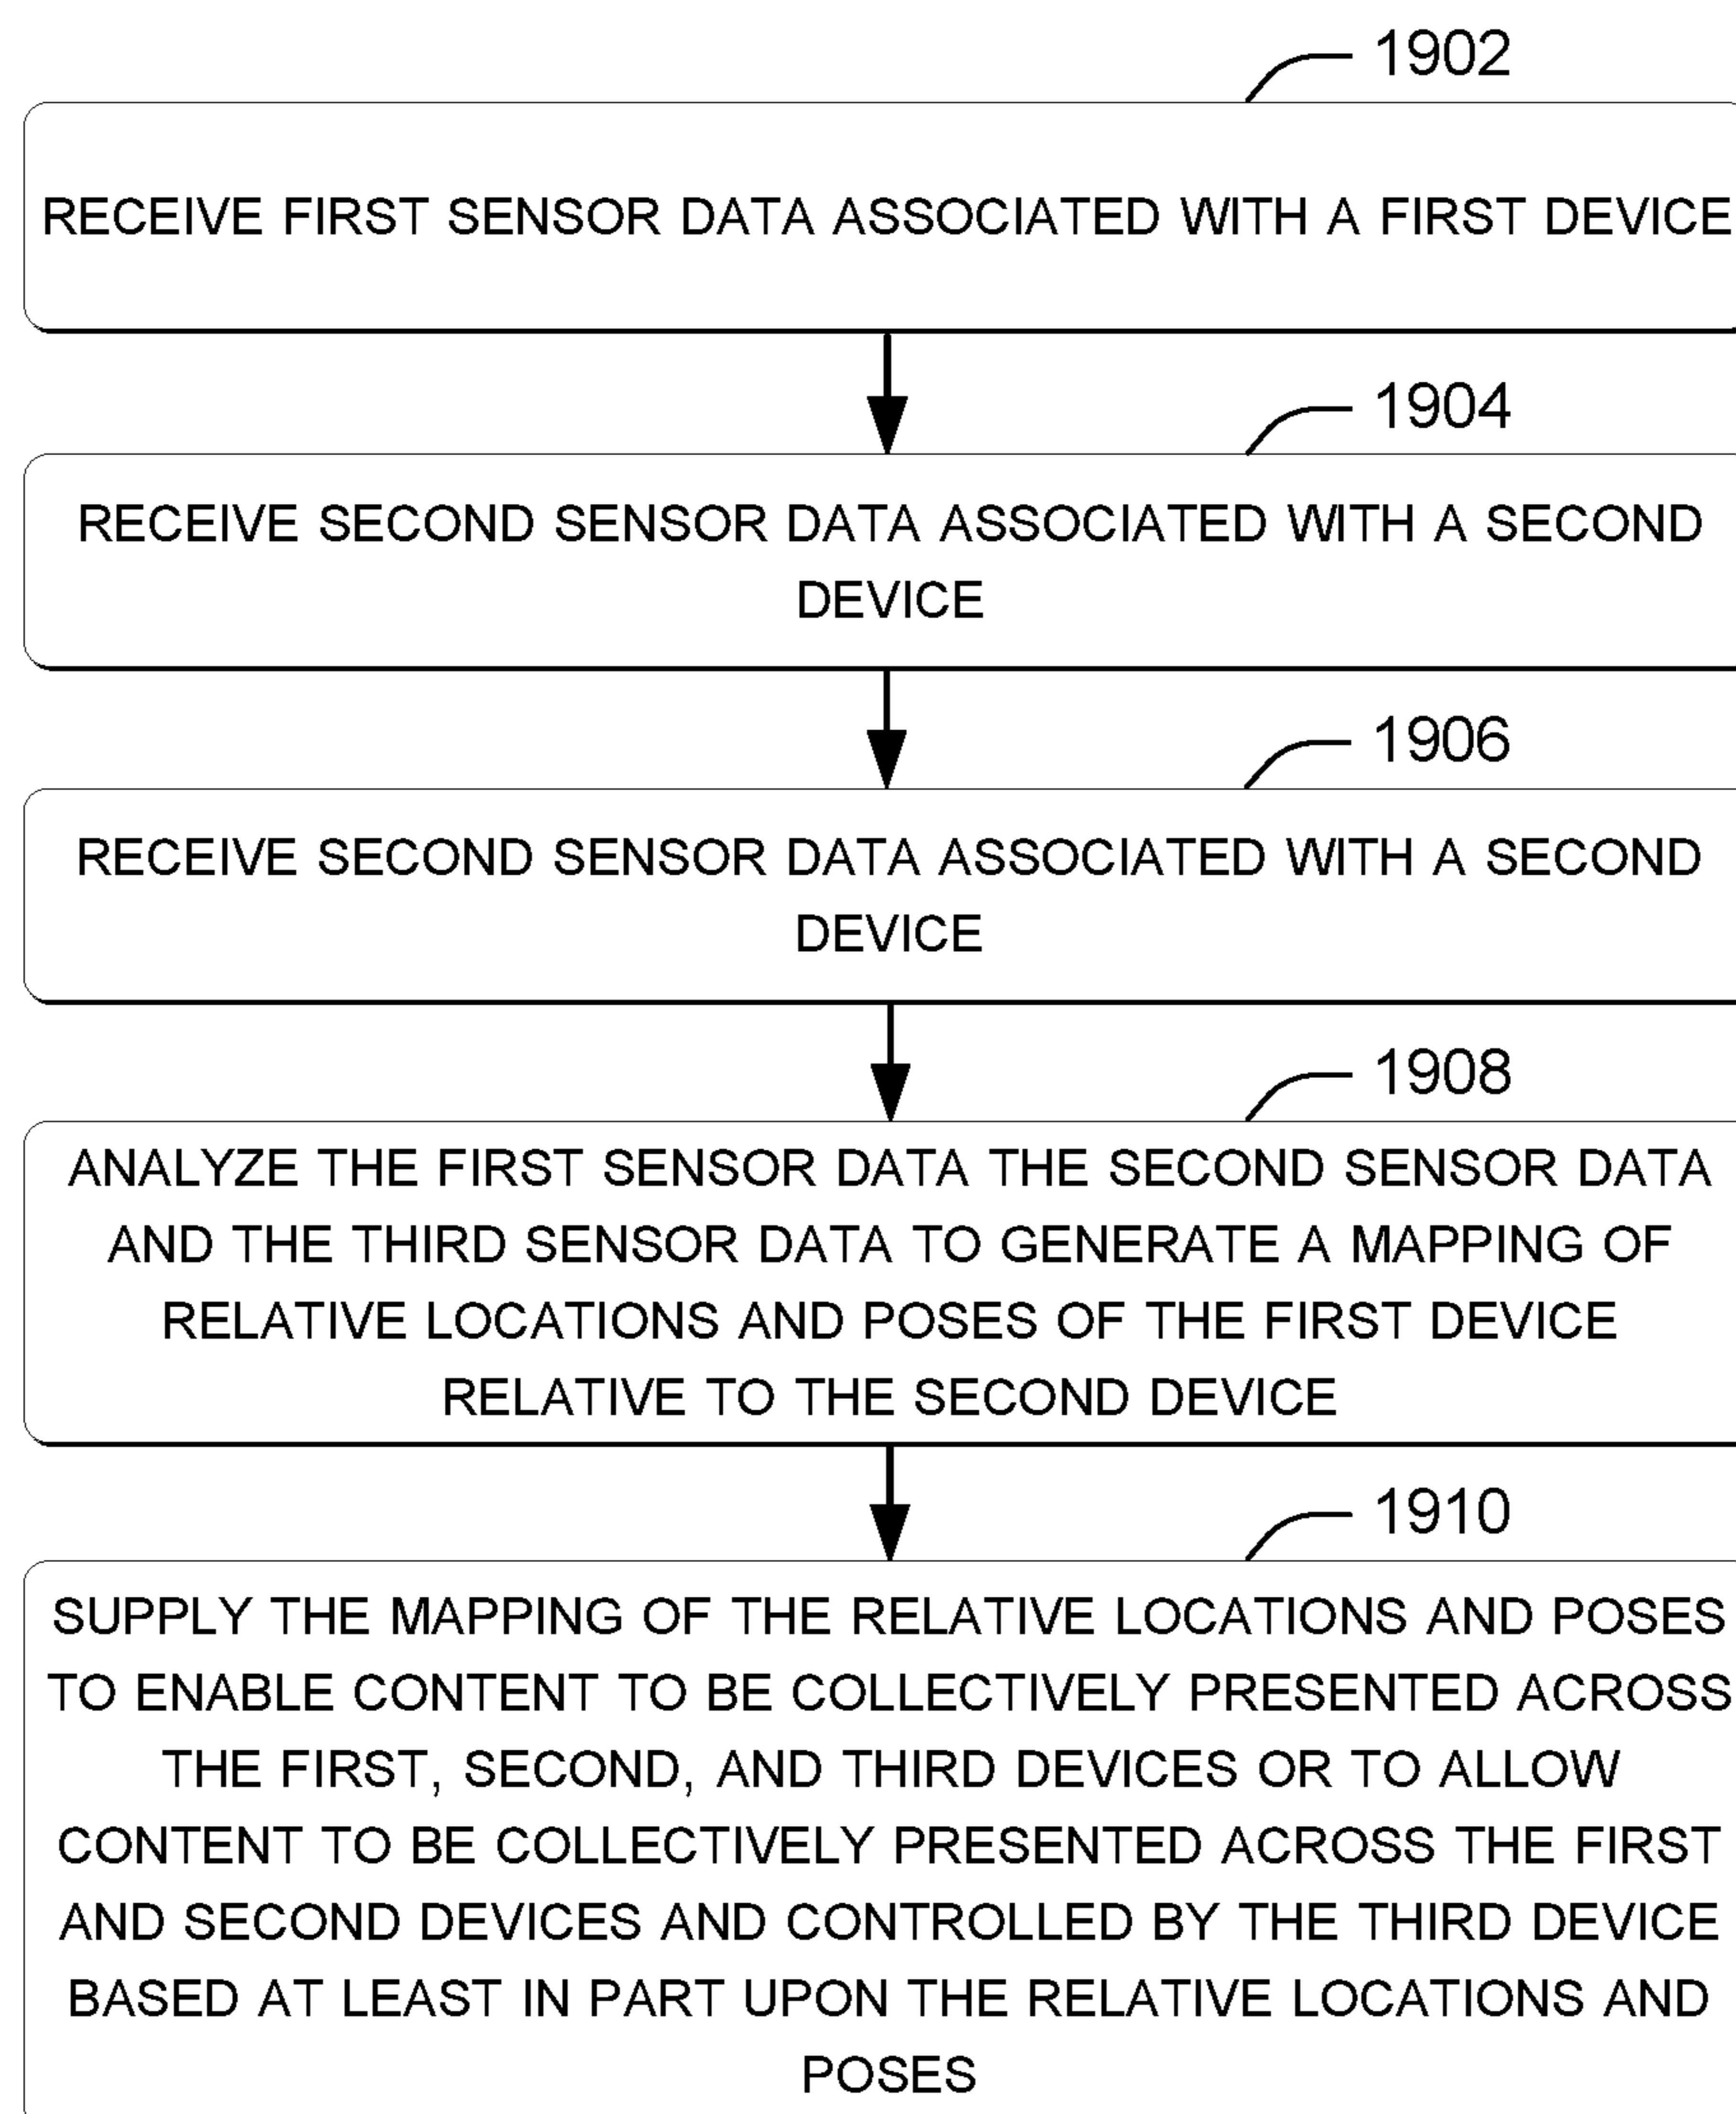 1902
RECEIVE FIRST SENSOR DATA ASSOCIATED WITH A FIRST DEVICE
1904
RECEIVE SECOND SENSOR DATA ASSOCIATED WITH A SECOND
DEVICE
1906
RECEIVE SECOND SENSOR DATA ASSOCIATED WITH A SECOND
DEVICE
1908
ANALYZE THE FIRST SENSOR DATA THE SECOND SENSOR DATA
AND THE THIRD SENSOR DATA TO GENERATE A MAPPING OF
RELATIVE LOCATIONS AND POSES OF THE FIRST DEVICE
RELATIVE TO THE SECOND DEVICE
1910
SUPPLY THE MAPPING OF THE RELATIVE LOCATIONS AND POSES
TO ENABLE CONTENT TO BE COLLECTIVELY PRESENTED ACROSS
THE FIRST, SECOND, AND THIRD DEVICES OR TO ALLOW
CONTENT TO BE COLLECTIVELY PRESENTED ACROSS THE FIRST
AND SECOND DEVICES AND CONTROLLED BY THE THIRD DEVICE
BASED AT LEAST IN PART UPON THE RELATIVE LOCATIONS AND
POSES